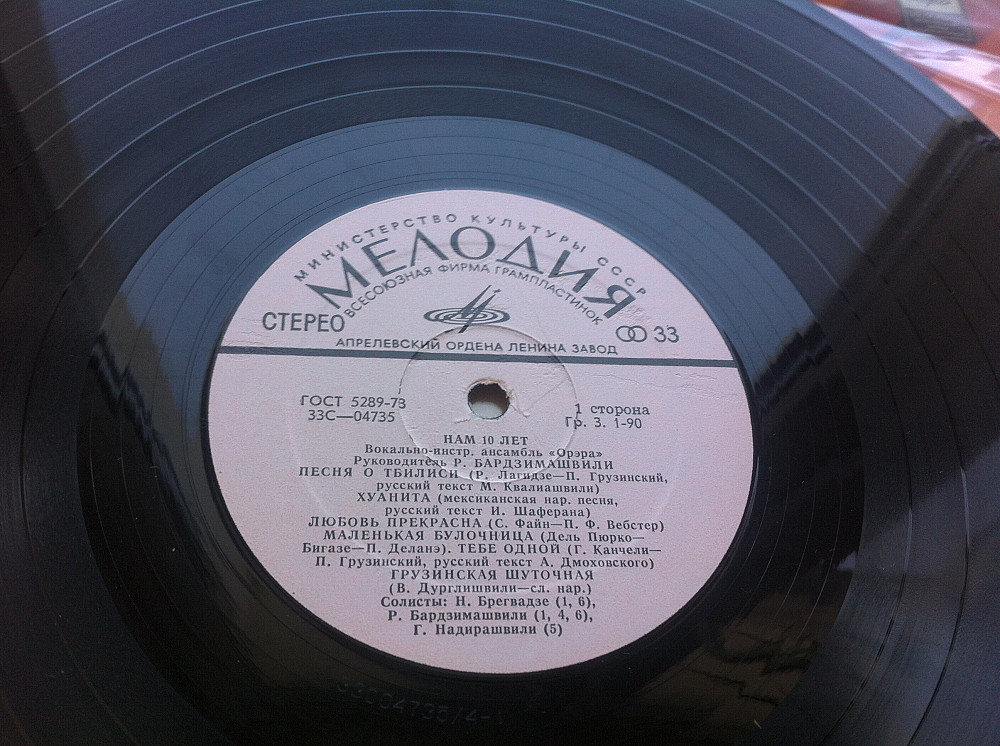 МИНИСТЕРСТВО КУЛЬТУРЫ СССР
МЕЛОДИЯ
ВСЕСОЮЗНАЯ ФИРМА ГРАМПЛАСТИНОК
СТЕРЕО
33
АПРЕЛЕВСКИЙ ОРДЕНА ЛЕНИНА ЗАВОД
ГОСТ 5289-73
33С—04735
1 сторона
Гр. 3. 1-90
НАМ 10 ЛЕТ
Вокально-инстр. ансамбль «Орэра»
Руководитель Р. БАРДЗИМАШВИЛИ
ПЕСНЯ О ТБИЛИСИ (Р. Лагидзе—П. Грузинский,
русский текст М. Квалиашвили)
ХУАНИТА (мексиканская нар. песня,
русский текст И. Шаферана)
ЛЮБОВЬ ПРЕКРАСНА (С. Файн—П. Ф. Вебстер)
МАЛЕНЬКАЯ БУЛОЧНИЦА (Дель Пюрко—
Бигазе—П. Деланэ). ТЕБЕ ОДНОЙ (Г. Канчели—
П. Грузинский, русский текст А. Дмоховского)
ГРУЗИНСКАЯ ШУТОЧНАЯ
(В. Дурглишвили—сл. нар.)
Солисты: Н. Брегвадзе (1, 6),
Р. Бардзимашвили (1, 4, 6),
Г. Надирашвили (5)